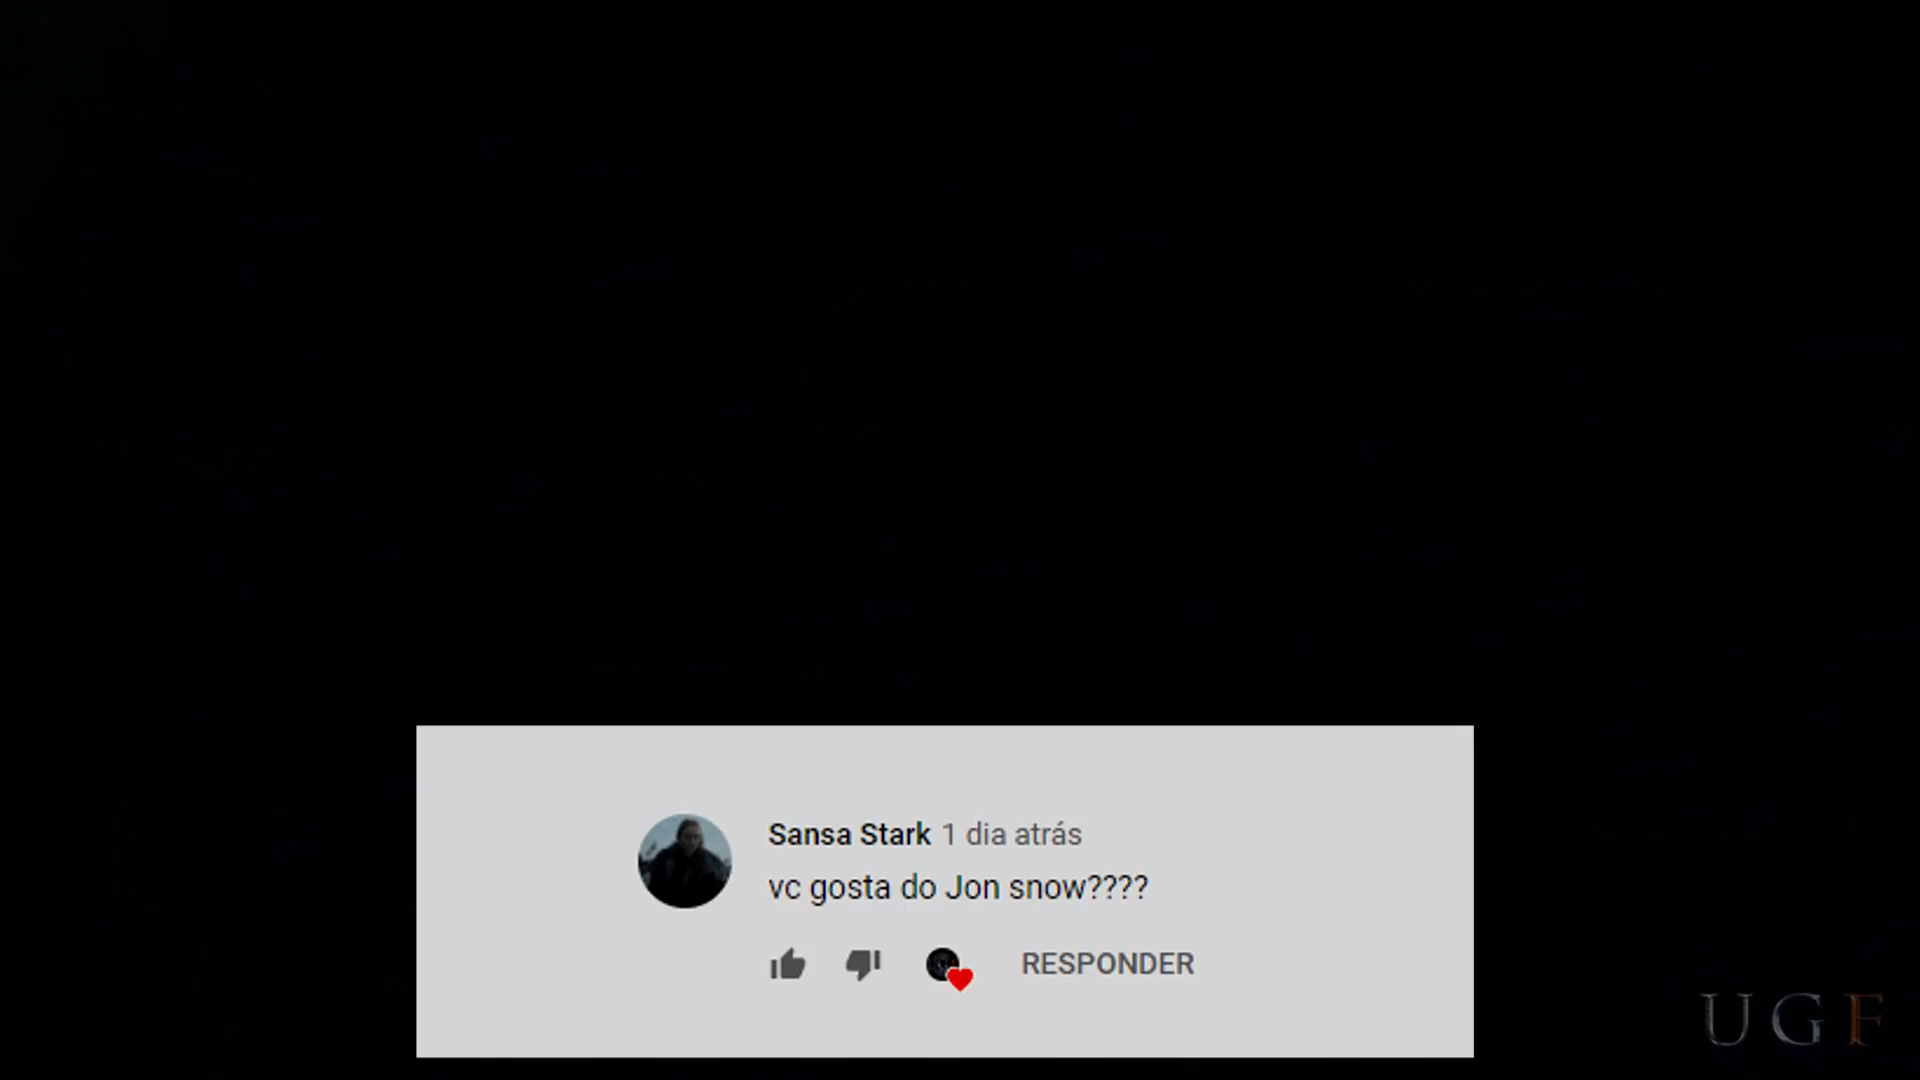 Sansa Stark 1 dia atrás
vc gosta do Jon snow????
RESPONDER
UGF